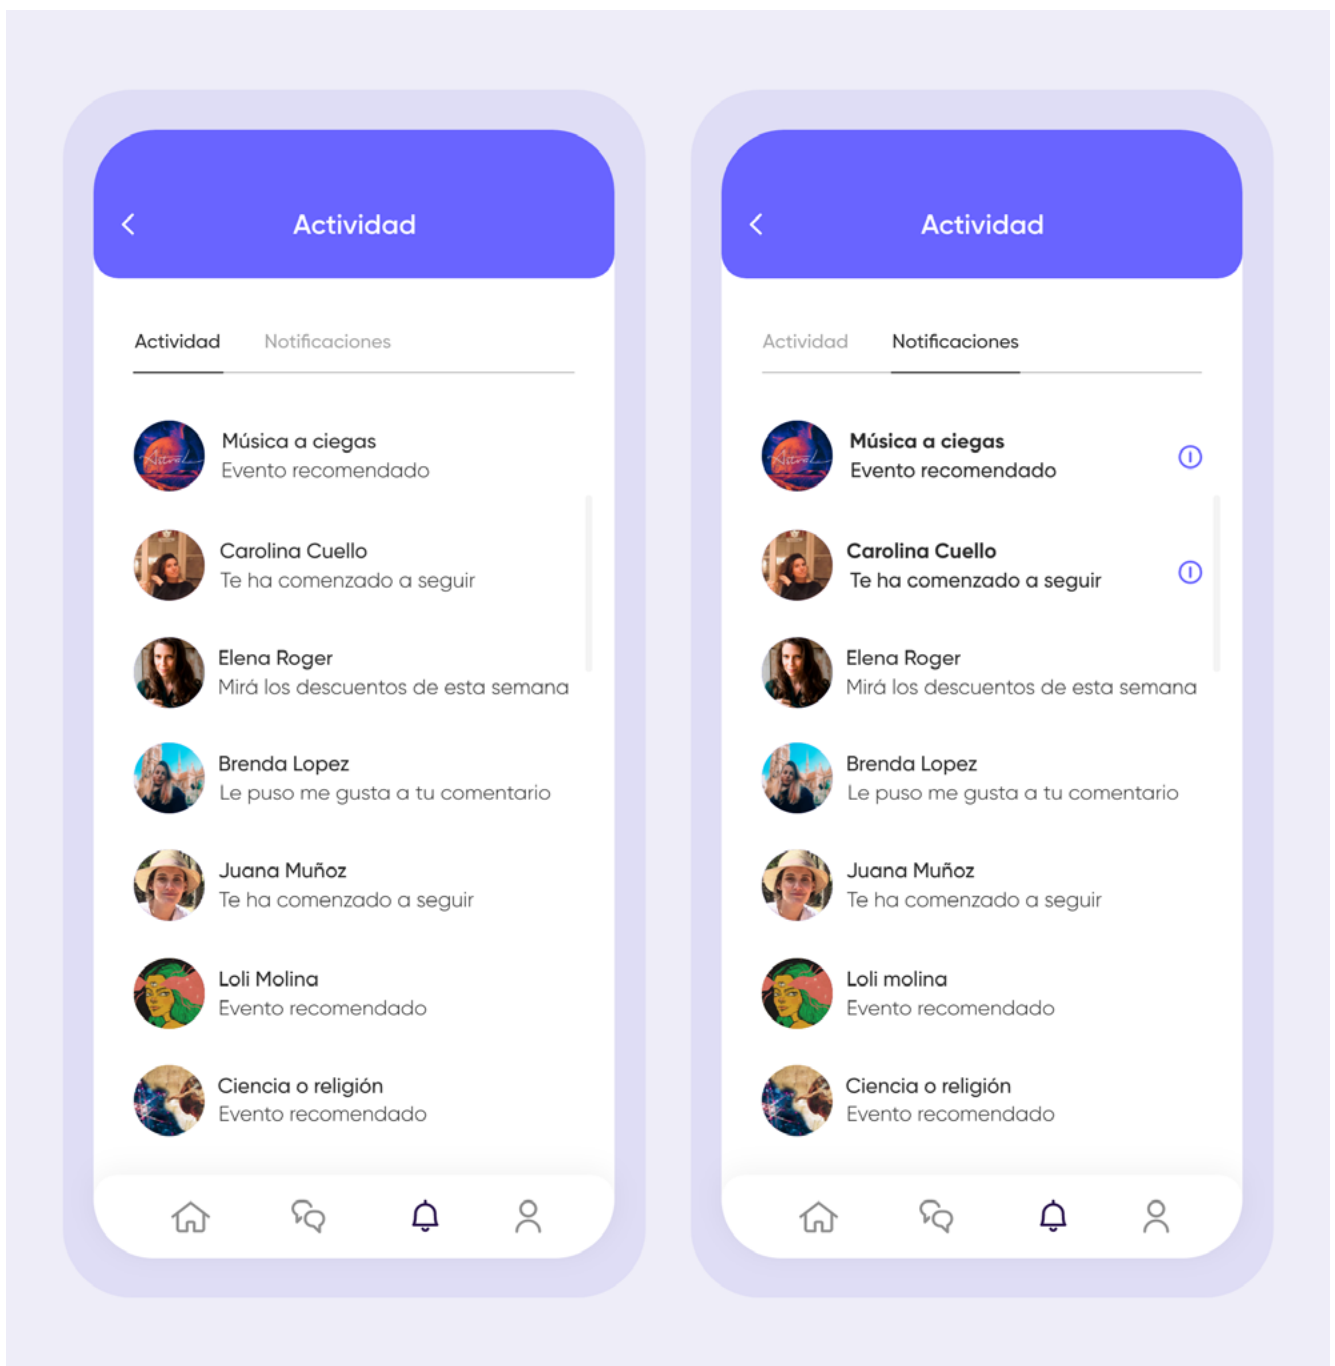 Actividad
Actividad Notificaciones
Música a ciegas
Evento recomendado
Carolina Cuello
Te ha comenzado a seguir
Elena Roger
Mirá los descuentos de esta semana
Brenda Lopez
Le puso me gusta a tu comentario
Juana Muñoz
Te ha comenzado a seguir
Loli Molina
Evento recomendado
Ciencia o religión
Evento recomendado
Actividad
Actividad Notificaciones
Música a ciegas
Evento recomendado
Carolina Cuello
Te ha comenzado a seguir
Elena Roger
Mirá los descuentos de esta semana
Brenda Lopez
Le puso me gusta a tu comentario
Juana Muñoz
Te ha comenzado a seguir
Loli molina
Evento recomendado
Ciencia o religión
Evento recomendado